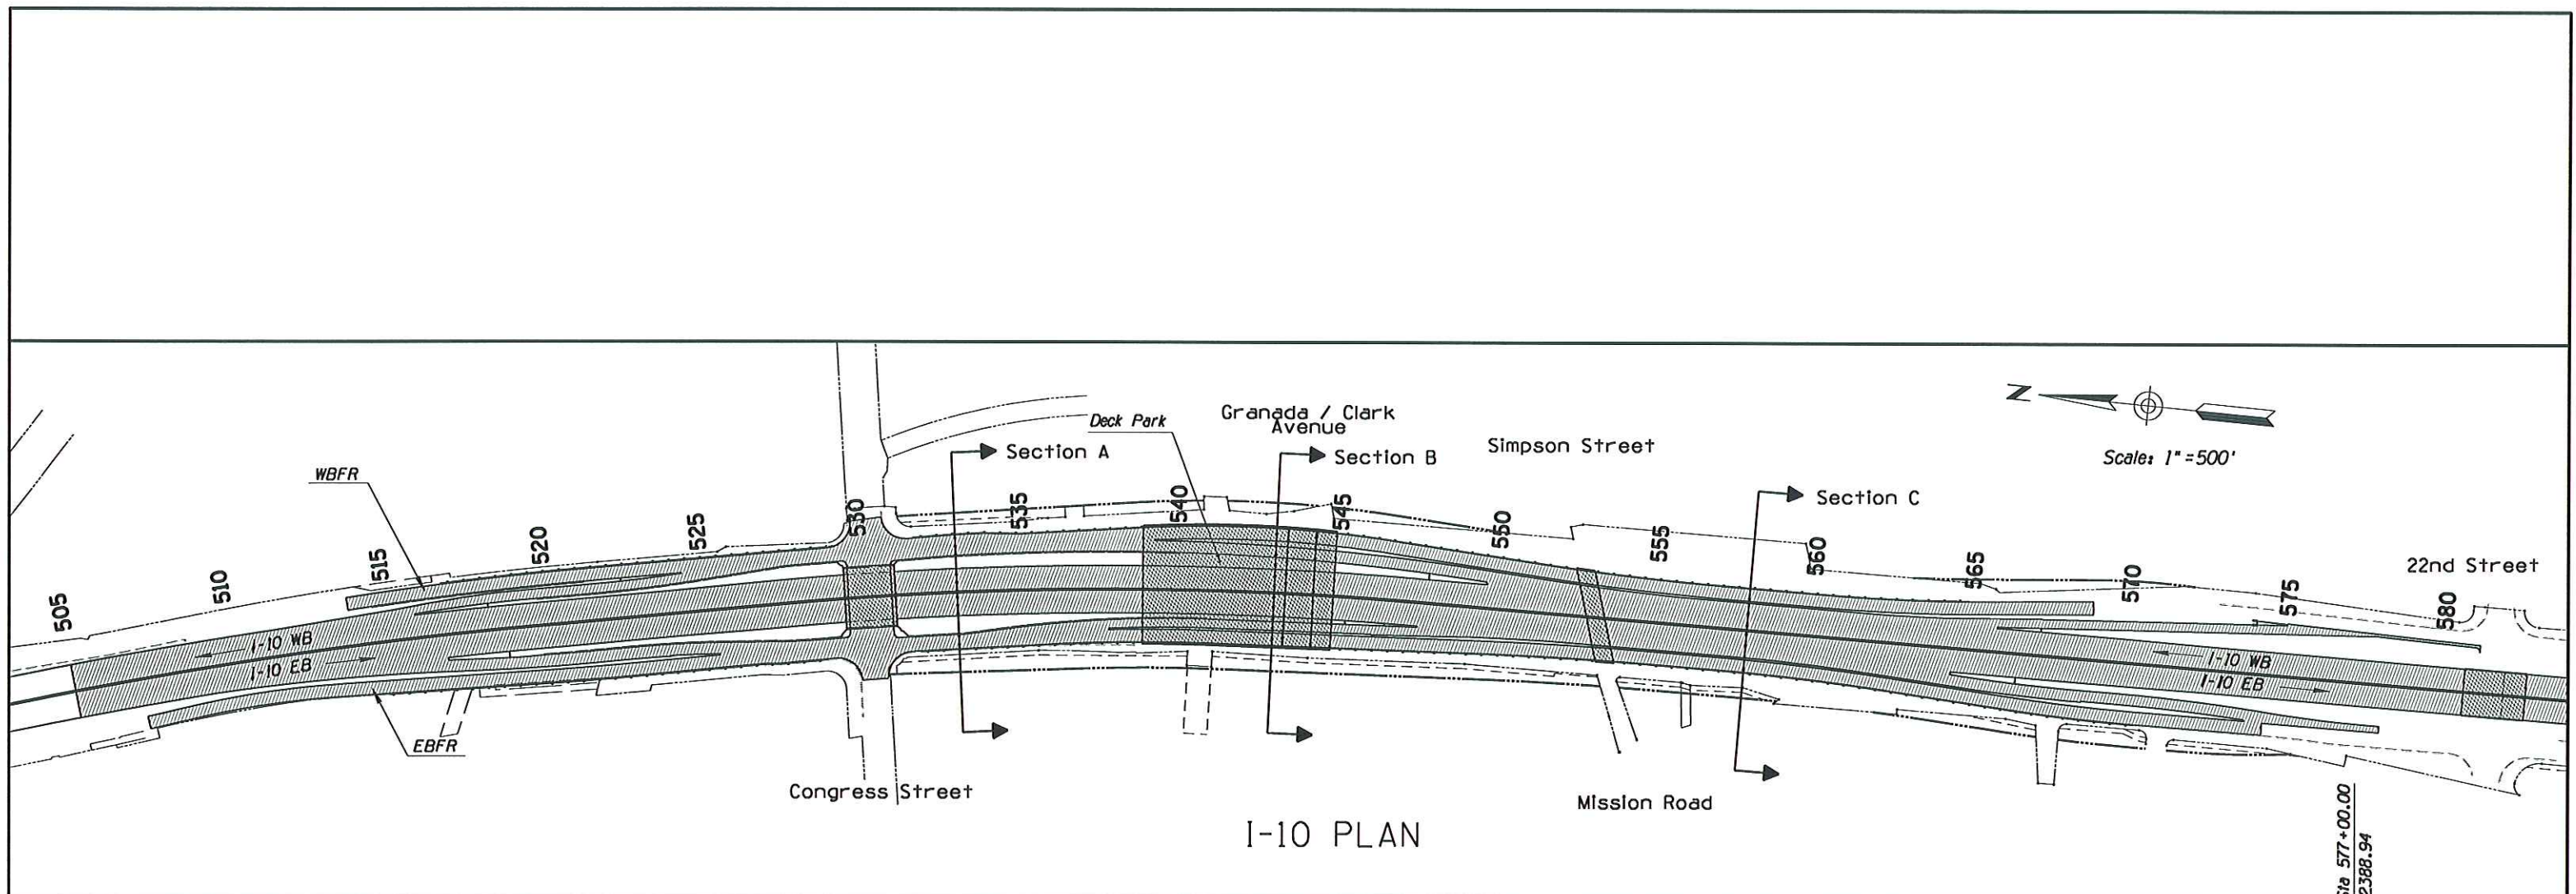 N
Scale: 1" =500'
Granada / Clark
Avenue
Deck Park
Simpson Street
Section A
Section B
Section C
WBFR
22nd Street
505
510
515
520
525
530
535
540
545
550
555
560
565
570
575
580
I-10 WB
I-10 EB
I-10 WB
I-10 EB
EBFR
Congress Street
Mission Road
I-10 PLAN
Sta 577+00.00
2388.94